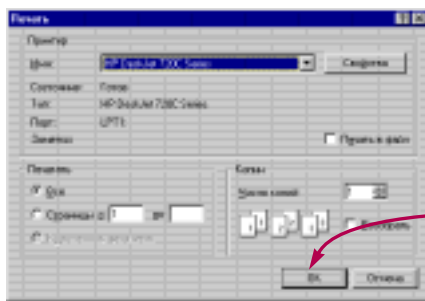 Печать
Принтер
Имя: HP DeskJet 720C Series Свойства
Состояние: Готов
Тип: HP DeskJet 720C Series
Порт: LPT1:
Заметки: Печать в файл
Печатать Копии
Все Число копий:
Страницы с: 1 по:
OK Отмена